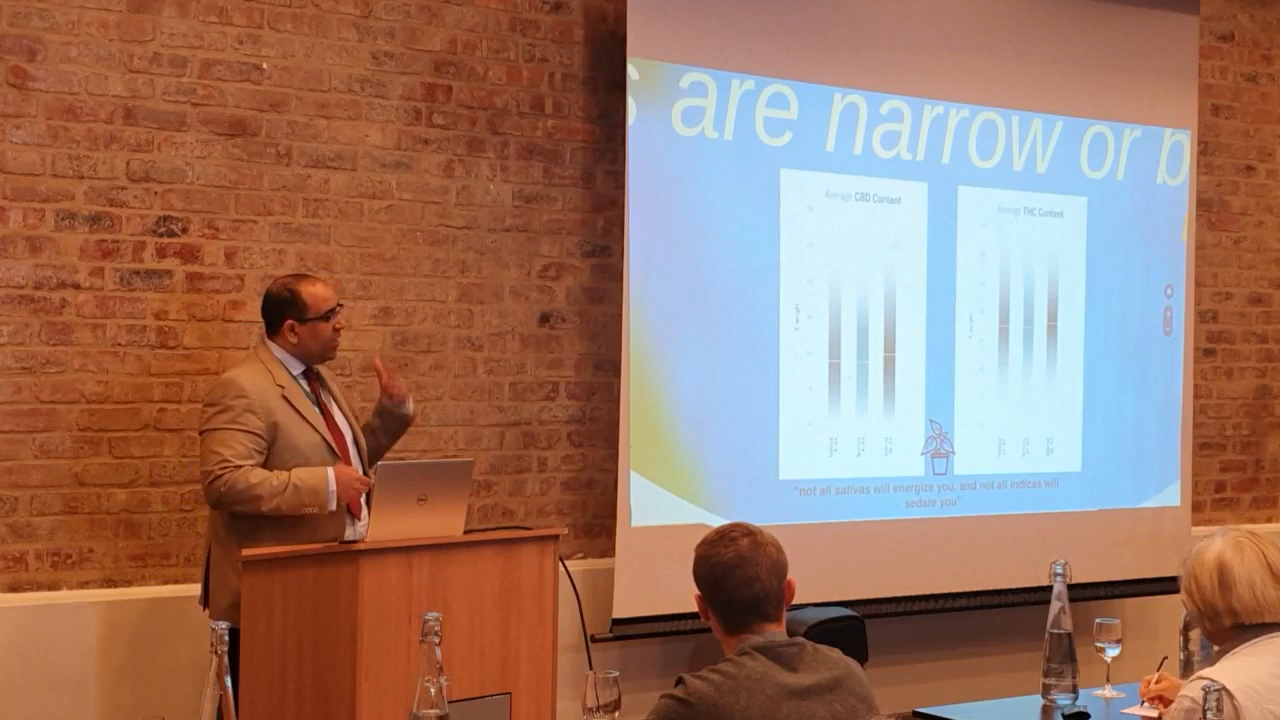 s are narrow or b
Average CBD Content
Average THC Content
"not all sativas will energize you, and not all indicas will
sedate you"
DELL